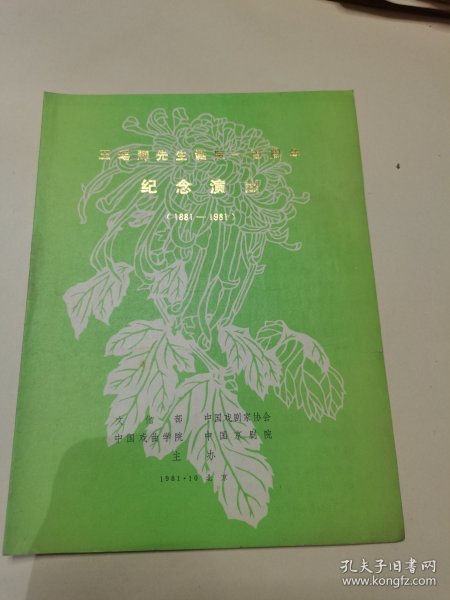 王瑶卿先生诞辰一百周年
纪念演出
(1881—1981)
文化部 中国戏剧家协会
中国戏曲学院 中国京剧院
主办
1981·10北京
孔夫子旧书网
www.kongfz.com